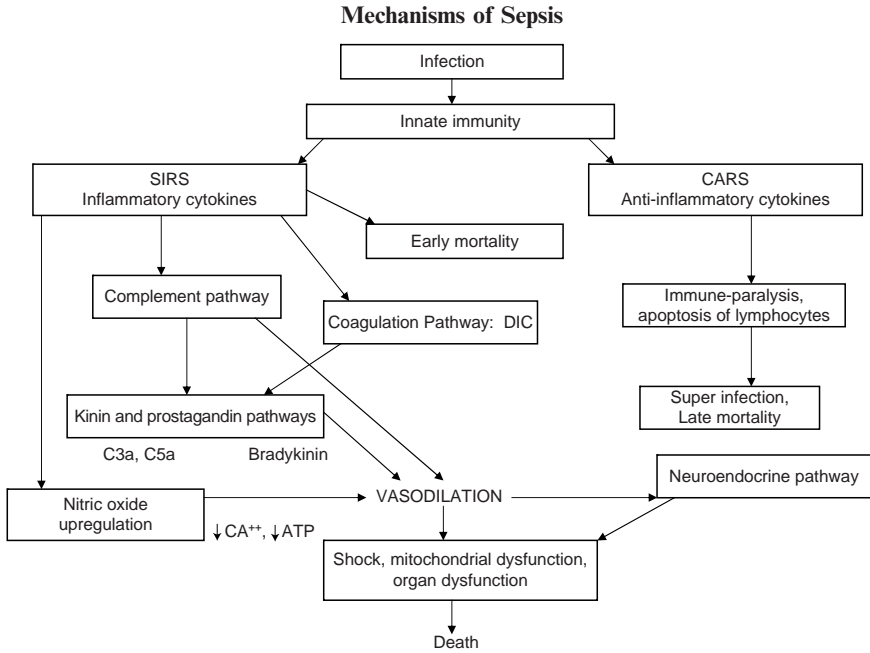 Mechanisms of Sepsis
Infection
Innate immunity
SIRS
Inflammatory cytokines
CARS
Anti-inflammatory cytokines
Early mortality
Complement pathway
Coagulation Pathway: DIC
Immune-paralysis,
apoptosis of lymphocytes
Kinin and prostagandin pathways
Super infection,
Late mortality
C3a, C5a
Bradykinin
Neuroendocrine pathway
Nitric oxide
upregulation
VASODILATION
↓CA⁺⁺, ↓ATP
Shock, mitochondrial dysfunction,
organ dysfunction
Death